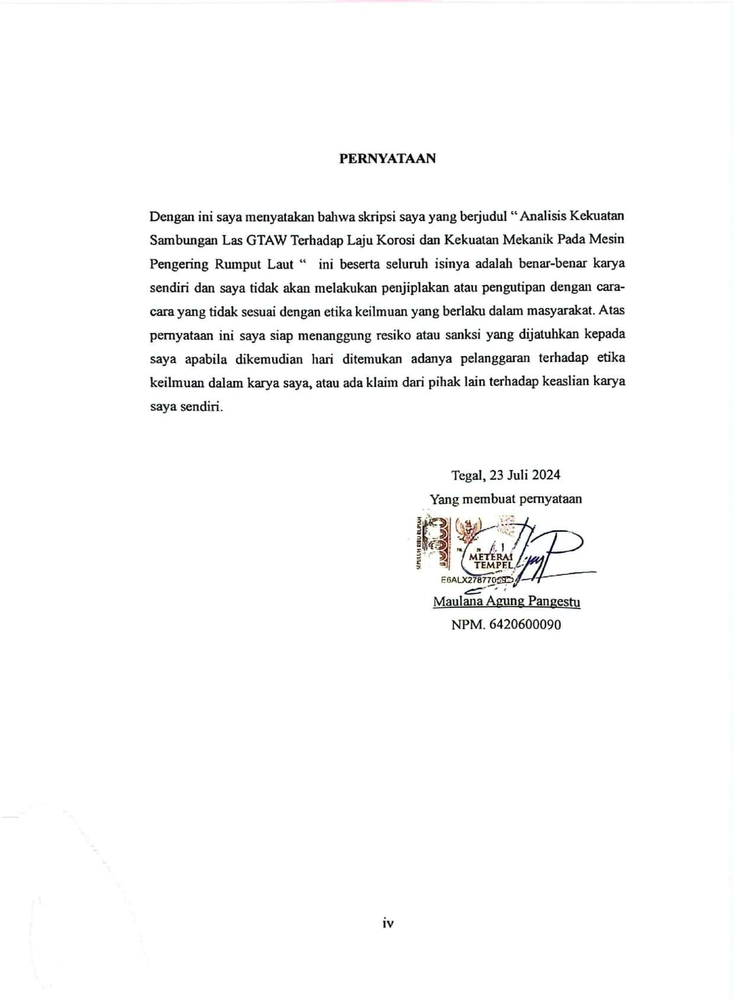 PERNYATAAN
Dengan ini saya menyatakan bahwa skripsi saya yang berjudul “ Analisis Kekuatan
Sambungan Las GTAW Terhadap Laju Korosi dan Kekuatan Mekanik Pada Mesin
Pengering Rumput Laut “ ini beserta seluruh isinya adalah benar-benar karya
sendiri dan saya tidak akan melakukan penjiplakan atau pengutipan dengan cara-
cara yang tidak sesuai dengan etika keilmuan yang berlaku dalam masyarakat. Atas
pernyataan ini saya siap menanggung resiko atau sanksi yang dijatuhkan kepada
saya apabila dikemudian hari ditemukan adanya pelanggaran terhadap etika
keilmuan dalam karya saya, atau ada klaim dari pihak lain terhadap keaslian karya
saya sendiri.
Tegal, 23 Juli 2024
Yang membuat pernyataan
SEPULUH RIBU RUPIAH
METERAI
TEMPEL
Maulana Agung Pangestu
NPM. 6420600090
iv